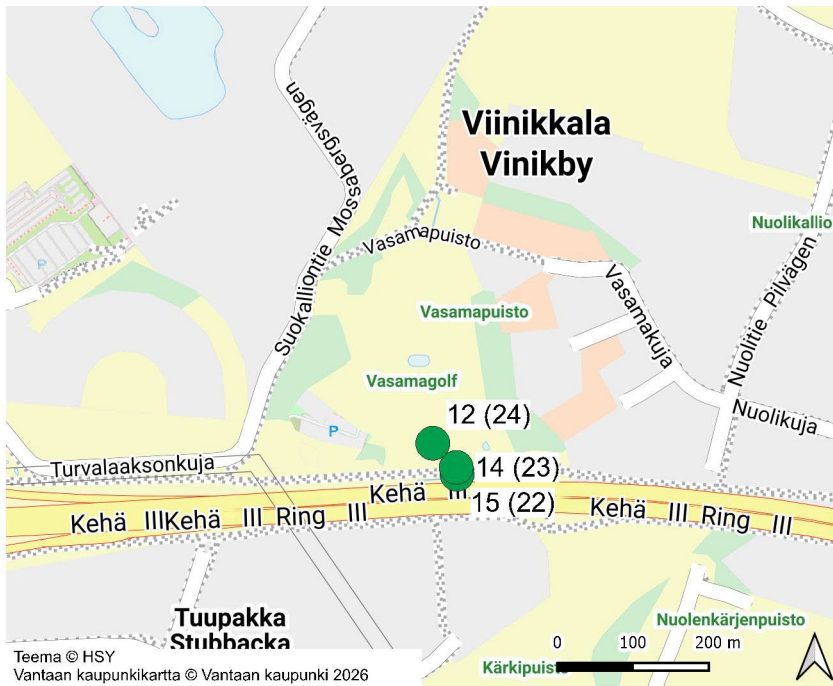 Viinikkala
Vinikby
Suokalliontie Mossabergsvägen
Vasamapuisto
Nuolikallio
Nuolitie Pilvägen
Vasamakuja
Vasamapuisto
Vasamagolf
P
P
12 (24)
Nuolikuja
Turvalaaksonkuja
14 (23)
15 (22)
Kehä III
Kehä IIIKehä III Ring III
Kehä III Ring III
Tuupakka
Stubbacka
Nuolenkärjenpuisto
Kärkipuisto
0 100 200 m
Teema © HSY
Vantaan kaupunkikartta © Vantaan kaupunki 2026